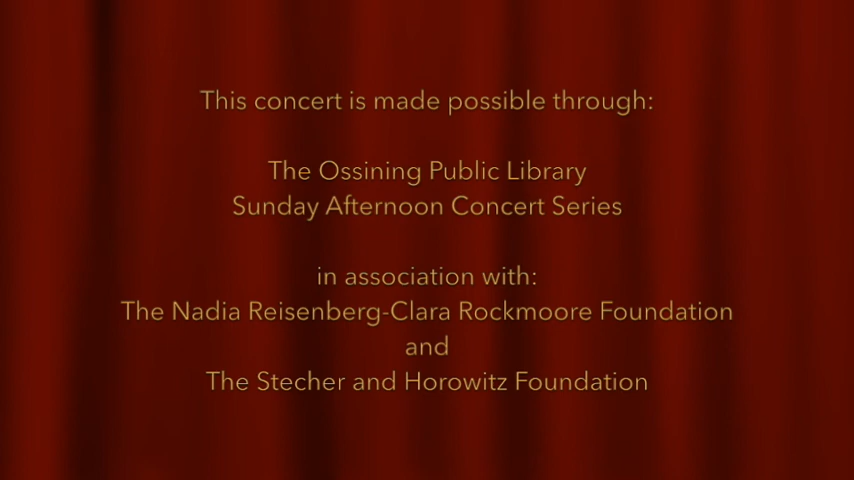 This concert is made possible through:
The Ossining Public Library
Sunday Afternoon Concert Series
in association with:
The Nadia Reisenberg-Clara Rockmoore Foundation
and
The Stecher and Horowitz Foundation